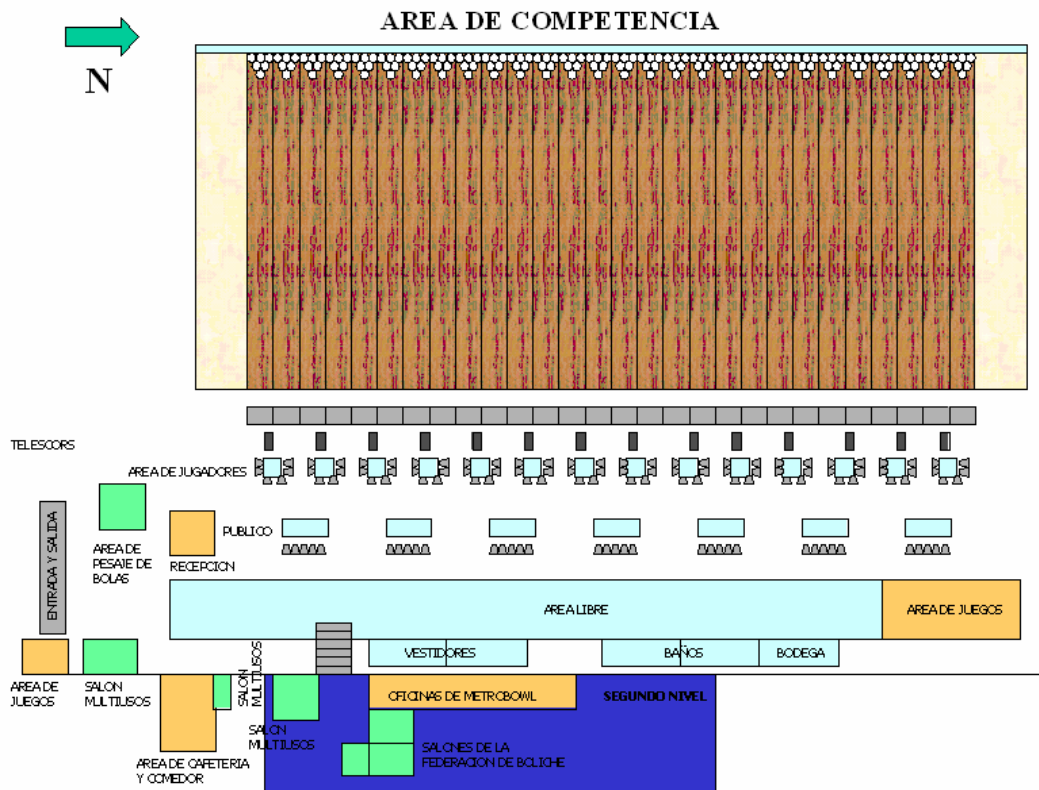 AREA DE COMPETENCIA
N
TELESCORS
AREA DE JUGADORES
ENTRADA Y SALIDA
AREA DE
PESAJE DE
BOLAS
PUBLICO
RECEPCION
AREA LIBRE
AREA DE JUEGOS
VESTIDORES
BAÑOS
BODEGA
AREA DE
JUEGOS
SALON
MULTIUSOS
SALON
MULTIUSOS
OFICINAS DE METROBOWL
SEGUNDO NIVEL
SALON
MULTIUSOS
SALONES DE LA
FEDERACION DE BOLICHE
AREA DE CAFETERIA
Y COMEDOR